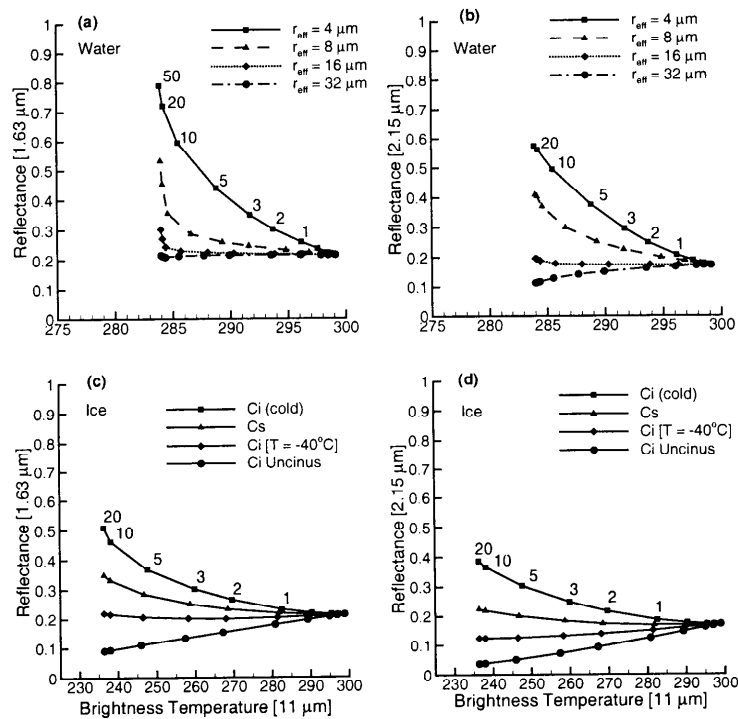 (a)
Water
r_eff = 4 μm
r_eff = 8 μm
r_eff = 16 μm
r_eff = 32 μm
Reflectance [1.63 μm]
1
0.9
0.8
0.7
0.6
0.5
0.4
0.3
0.2
0.1
0
50
20
10
5
3
2
1
275 280 285 290 295 300
(b)
Water
r_eff = 4 μm
r_eff = 8 μm
r_eff = 16 μm
r_eff = 32 μm
Reflectance [2.15 μm]
1
0.9
0.8
0.7
0.6
0.5
0.4
0.3
0.2
0.1
0
20
10
5
3
2
1
275 280 285 290 295 300
(c)
Ice
Ci (cold)
Cs
Ci [T = -40°C]
Ci Uncinus
Reflectance [1.63 μm]
1
0.9
0.8
0.7
0.6
0.5
0.4
0.3
0.2
0.1
0
20
10
5
3
2
1
230 240 250 260 270 280 290 300
Brightness Temperature [11 μm]
(d)
Ice
Ci (cold)
Cs
Ci [T = -40°C]
Ci Uncinus
Reflectance [2.15 μm]
1
0.9
0.8
0.7
0.6
0.5
0.4
0.3
0.2
0.1
0
20
10
5
3
2
1
230 240 250 260 270 280 290 300
Brightness Temperature [11 μm]